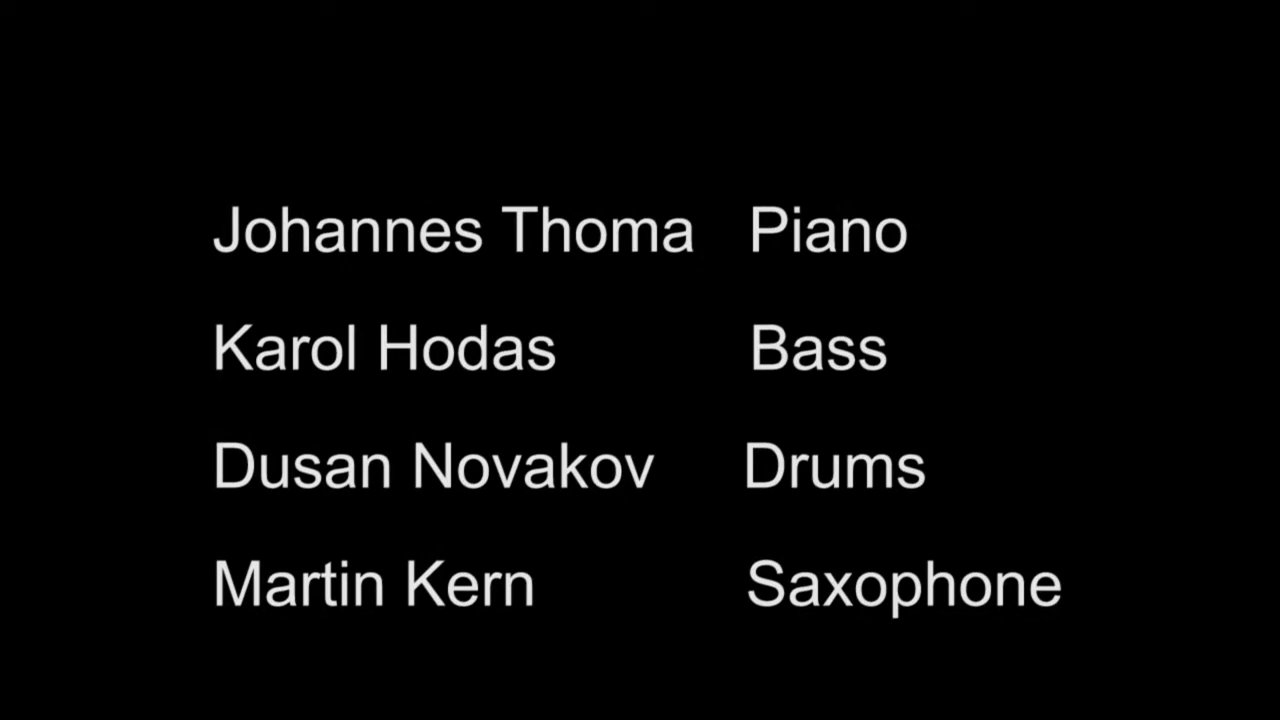 Johannes Thoma Piano
Karol Hodas Bass
Dusan Novakov Drums
Martin Kern Saxophone